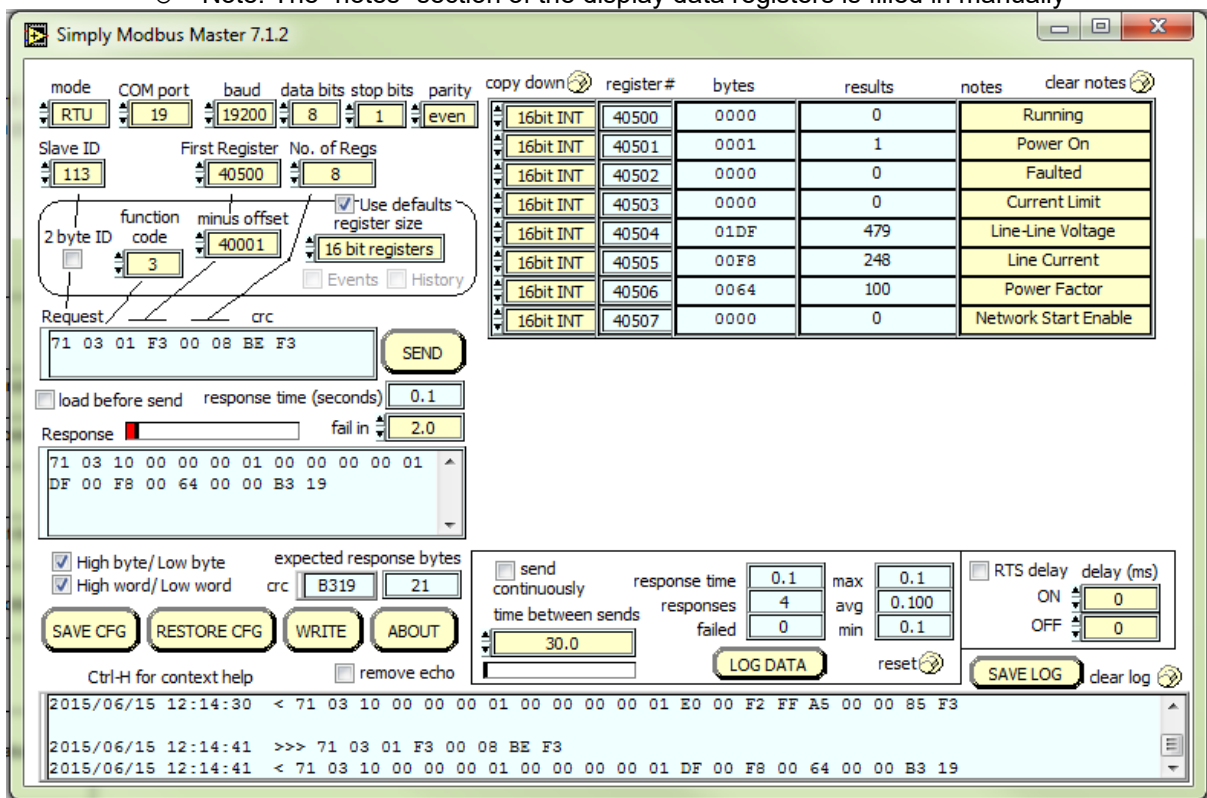 Note: The "notes" section of the display data registers is filled in manually
Simply Modbus Master 7.1.2
mode COM port baud data bits stop bits parity
RTU 19 19200 8 1 even
Slave ID First Register No. of Regs
113 40500 8
Use defaults
function minus offset register size
2 byte ID code 40001 16 bit registers
3
Events History
Request crc
71 03 01 F3 00 08 BE F3
SEND
load before send response time (seconds) 0.1
Response fail in 2.0
71 03 10 00 00 00 01 00 00 00 00 01
DF 00 F8 00 64 00 00 B3 19
High byte/Low byte expected response bytes
High word/Low word crc B319 21
SAVE CFG RESTORE CFG WRITE ABOUT
Ctrl-H for context help remove echo
copy down register# bytes results notes clear notes
16bit INT 40500 0000 0 Running
16bit INT 40501 0001 1 Power On
16bit INT 40502 0000 0 Faulted
16bit INT 40503 0000 0 Current Limit
16bit INT 40504 01DF 479 Line-Line Voltage
16bit INT 40505 00F8 248 Line Current
16bit INT 40506 0064 100 Power Factor
16bit INT 40507 0000 0 Network Start Enable
send
continuously
time between sends
30.0
response time 0.1 max 0.1
responses 4 avg 0.100
failed 0 min 0.1
LOG DATA reset
RTS delay delay (ms)
ON 0
OFF 0
SAVE LOG clear log
2015/06/15 12:14:30 < 71 03 10 00 00 00 01 00 00 00 00 01 E0 00 F2 FF A5 00 00 85 F3
2015/06/15 12:14:41 >>> 71 03 01 F3 00 08 BE F3
2015/06/15 12:14:41 < 71 03 10 00 00 00 01 00 00 00 00 01 DF 00 F8 00 64 00 00 B3 19